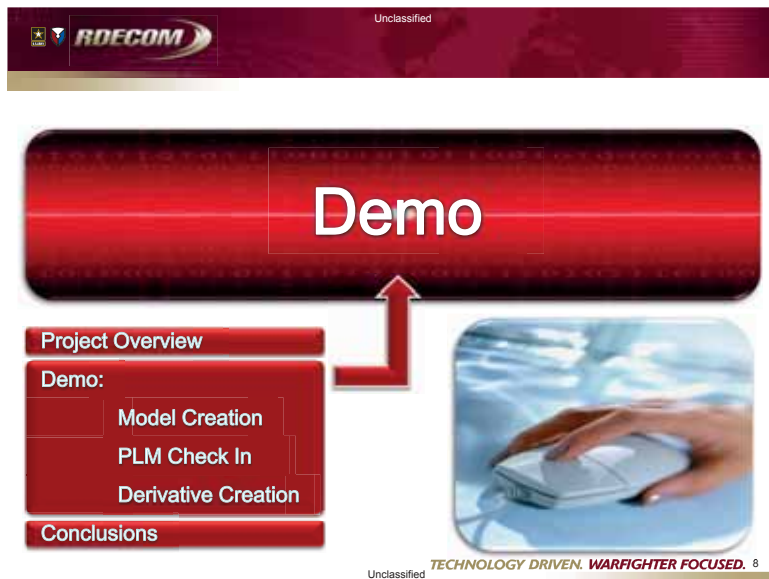 Unclassified
RDECOM
Demo
Project Overview
Demo:
Model Creation
PLM Check In
Derivative Creation
Conclusions
TECHNOLOGY DRIVEN. WARFIGHTER FOCUSED. 8
Unclassified